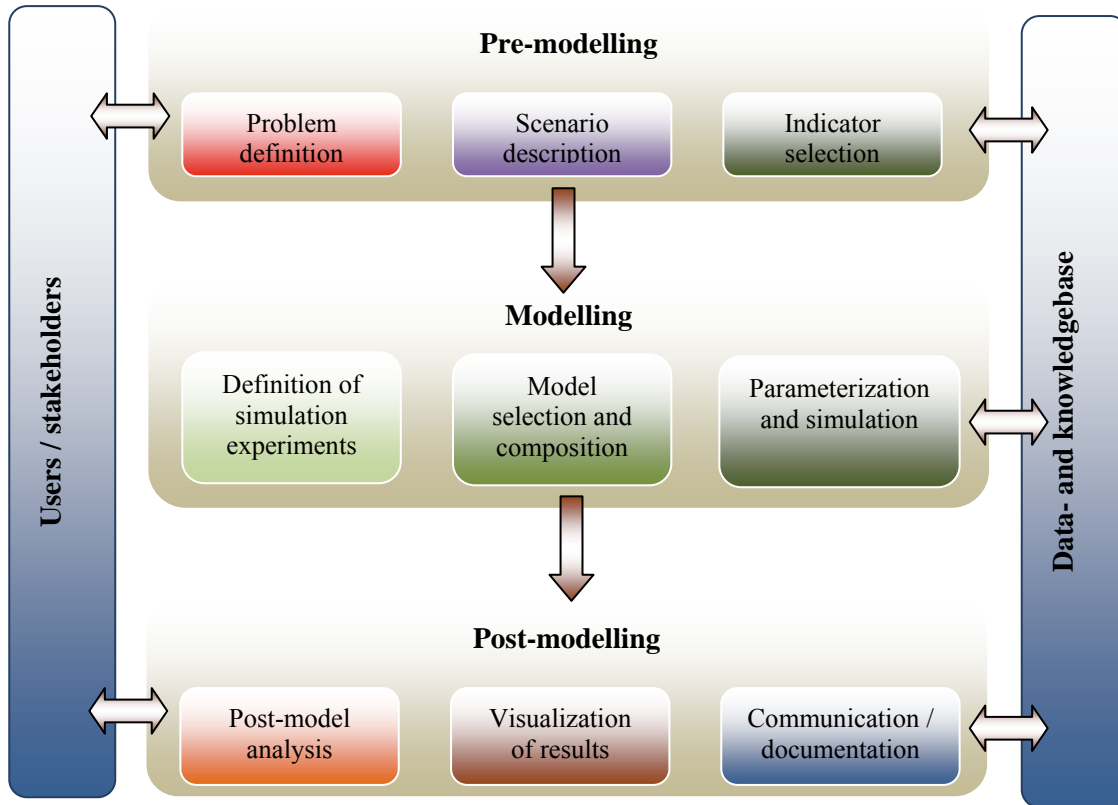 Users / stakeholders
Pre-modelling
Problem
definition
Scenario
description
Indicator
selection
Modelling
Definition of
simulation
experiments
Model
selection and
composition
Parameterization
and simulation
Post-modelling
Post-model
analysis
Visualization
of results
Communication /
documentation
Data- and knowledgebase